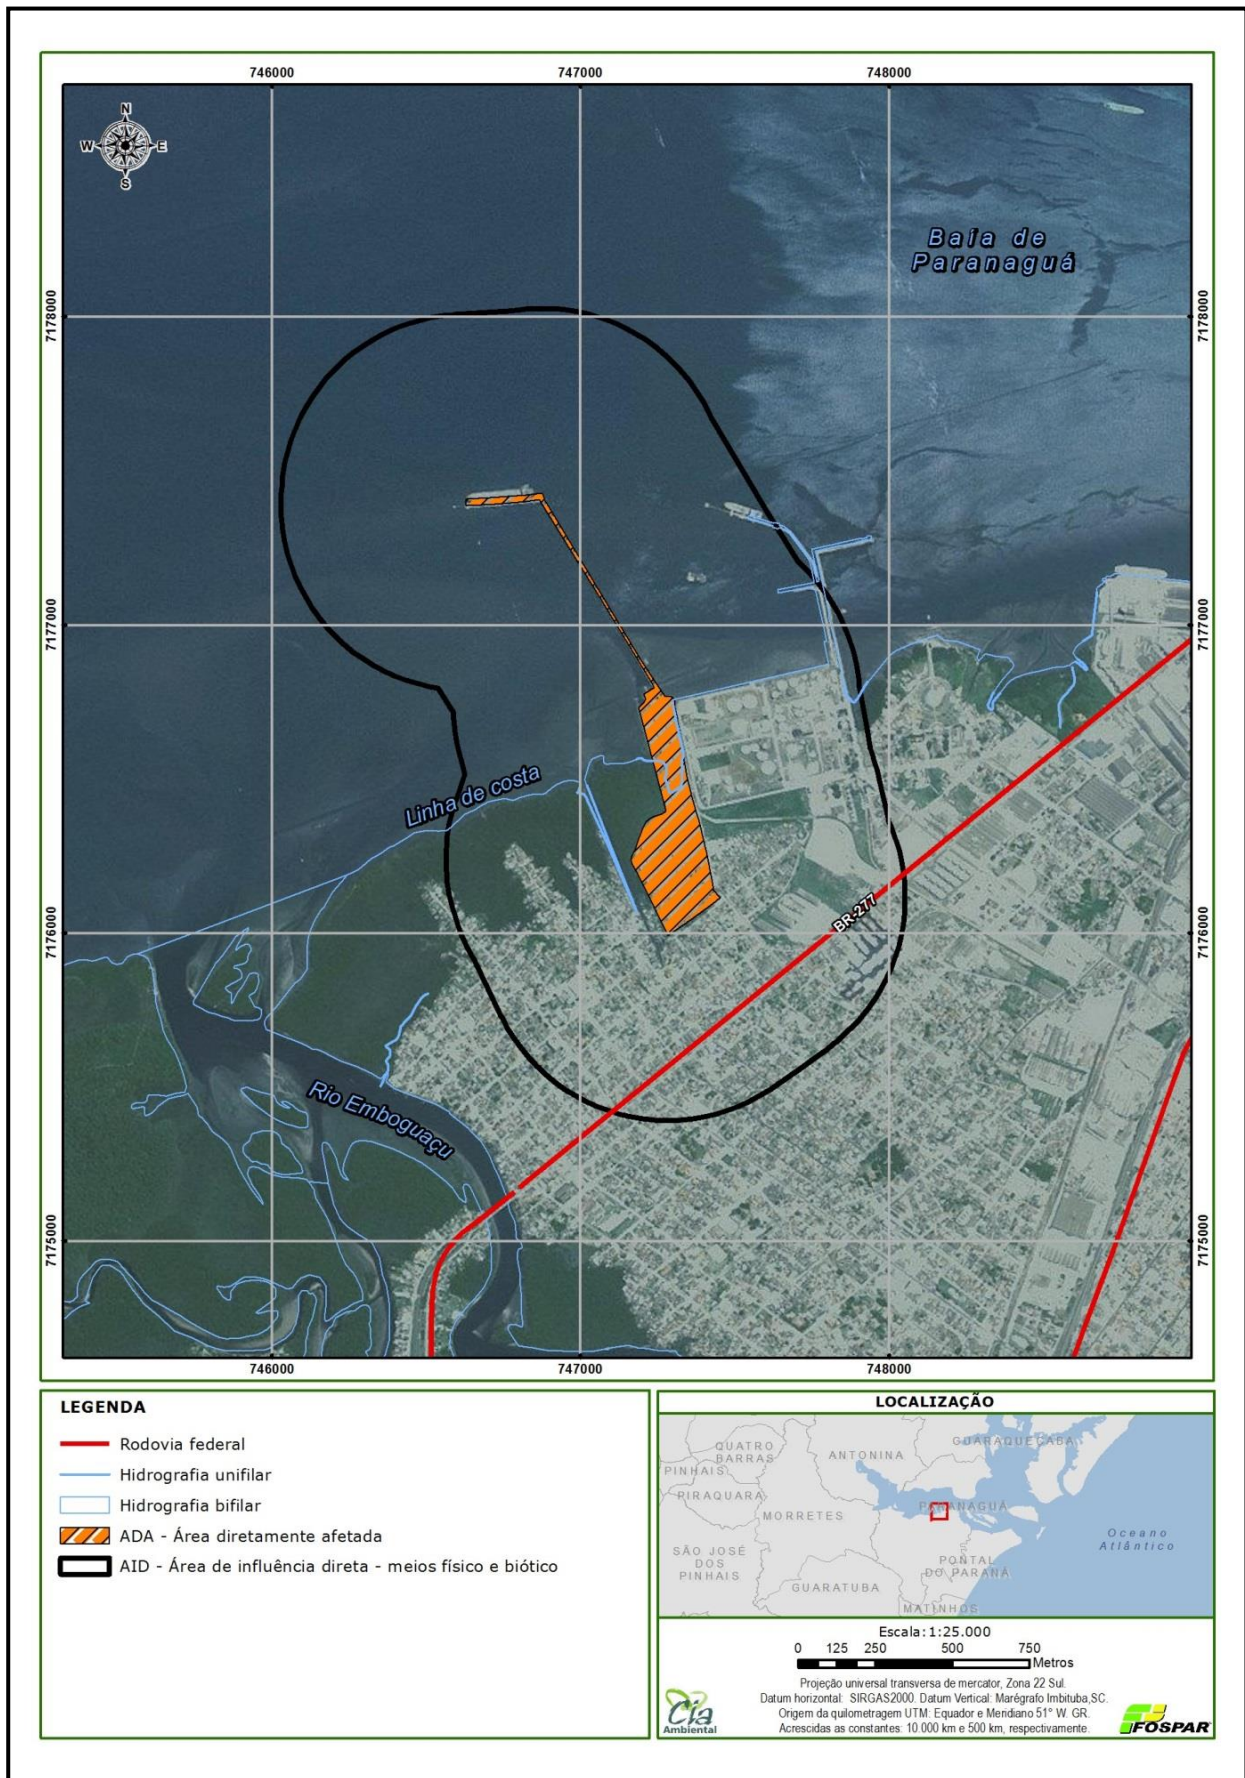 746000 747000 748000
N
W E
S
Baía de
Paranaguá
7178000 7178000
7177000 7177000
Linha de costa
BR-277
7176000 7176000
Rio Emboguaçu
7175000 7175000
746000 747000 748000
LEGENDA
Rodovia federal
Hidrografia unifilar
Hidrografia bifilar
ADA - Área diretamente afetada
AID - Área de influência direta - meios físico e biótico
LOCALIZAÇÃO
GUARAQUEÇABA
QUATRO
BARRAS
ANTONINA
PINHAIS
PIRAQUARA
PARANAGUÁ
MORRETES
Oceano
Atlântico
SÃO JOSÉ
DOS
PINHAIS
PONTAL
DO PARANÁ
GUARATUBA
MATINHOS
Escala: 1:25.000
0 125 250 500 750
Metros
Projeção universal transversa de mercator, Zona 22 Sul.
Datum horizontal: SIRGAS2000. Datum Vertical: Marégrafo Imbituba,SC.
Origem da quilometragem UTM: Equador e Meridiano 51° W. GR.
Acrescidas as constantes: 10.000 km e 500 km, respectivamente.
Cia
Ambiental
FOSPAR